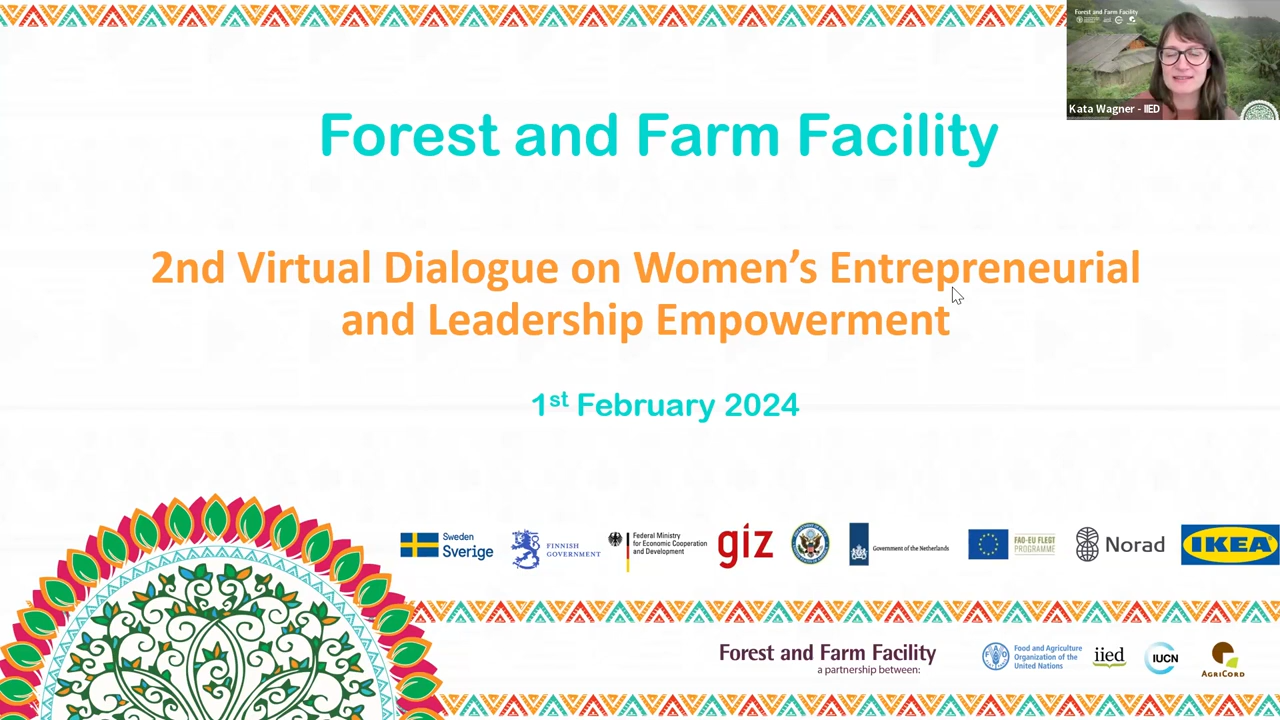 Forest and Farm Facility
iied
IUCN
Kata Wagner - IIED
Forest and Farm Facility
2nd Virtual Dialogue on Women’s Entrepreneurial
and Leadership Empowerment
1st February 2024
Sweden
Sverige
FINNISH
GOVERNMENT
Federal Ministry
for Economic Cooperation
and Development
giz
Government of the Netherlands
FAO-EU FLEGT
PROGRAMME
Norad
IKEA
Forest and Farm Facility
a partnership between:
Food and Agriculture
Organization of the
United Nations
iied
IUCN
AGRICORD